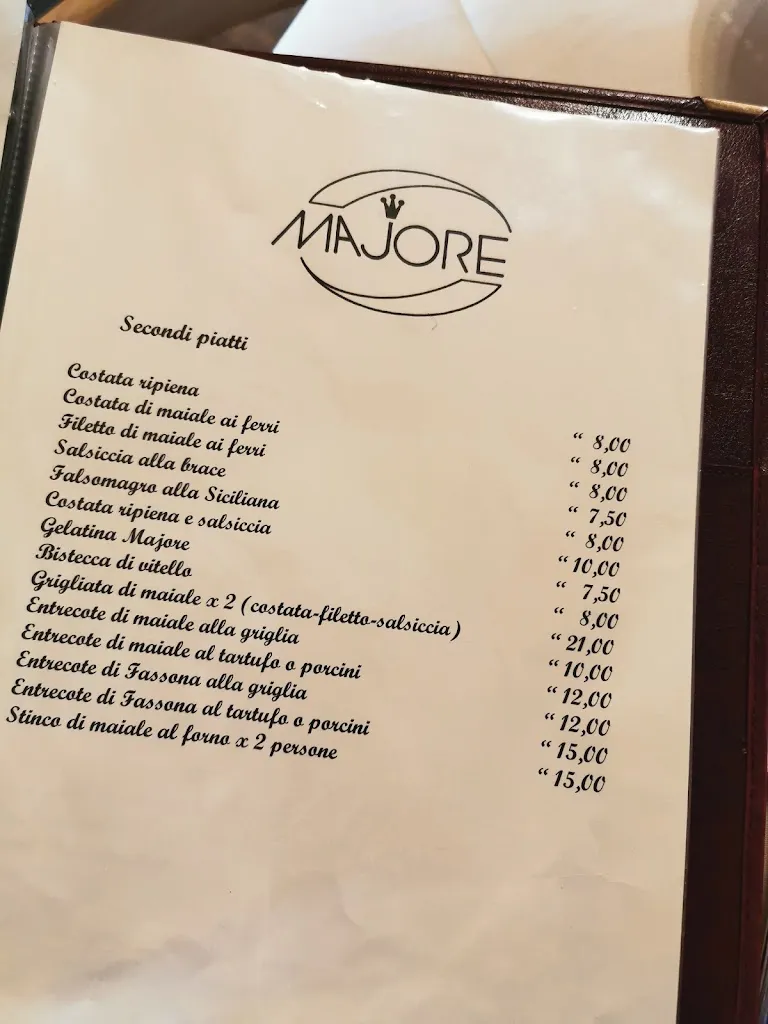 MAJORE
Secondi piatti
Costata ripiena “ 8,00
Costata di maiale ai ferri “ 8,00
Filetto di maiale ai ferri “ 8,00
Salsiccia alla brace “ 7,50
Falsomagro alla Siciliana “ 8,00
Costata ripiena e salsiccia “ 10,00
Gelatina Majore “ 7,50
Bistecca di vitello “ 8,00
Grigliata di maiale x 2 (costata-filetto-salsiccia) “ 21,00
Entrecote di maiale alla griglia “ 10,00
Entrecote di maiale al tartufo o porcini “ 12,00
Entrecote di Fassona alla griglia “ 12,00
Entrecote di Fassona al tartufo o porcini “ 15,00
Stinco di maiale al forno x 2 persone “ 15,00